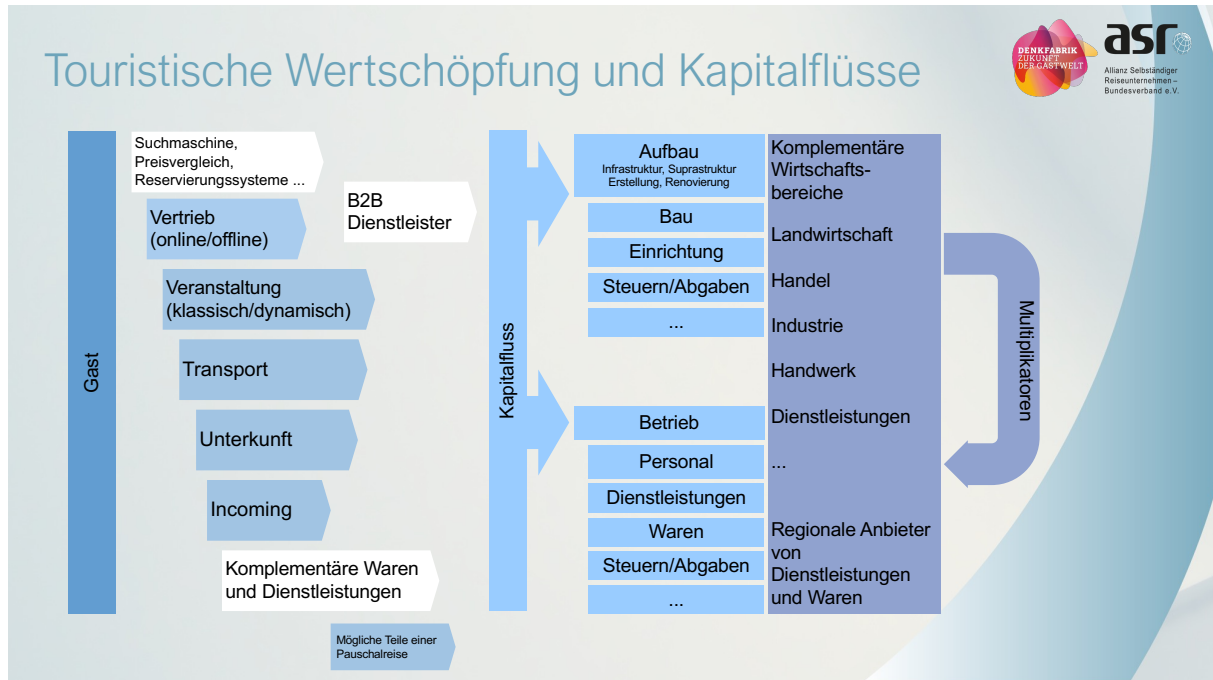 Touristische Wertschöpfung und Kapitalflüsse
DENKFABRIK
ZUKUNFT
DER GASTWELT
asr
Allianz Selbständiger
Reiseunternehmen –
Bundesverband e.V.
Gast
Suchmaschine,
Preisvergleich,
Reservierungssysteme ...
B2B
Dienstleister
Vertrieb
(online/offline)
Veranstaltung
(klassisch/dynamisch)
Transport
Unterkunft
Incoming
Komplementäre Waren
und Dienstleistungen
Mögliche Teile einer
Pauschalreise
Kapitalfluss
Aufbau
Infrastruktur, Suprastruktur
Erstellung, Renovierung
Bau
Einrichtung
Steuern/Abgaben
...
Betrieb
Personal
Dienstleistungen
Waren
Steuern/Abgaben
...
Komplementäre
Wirtschafts-
bereiche
Landwirtschaft
Handel
Industrie
Handwerk
Dienstleistungen
...
Regionale Anbieter
von
Dienstleistungen
und Waren
Multiplikatoren